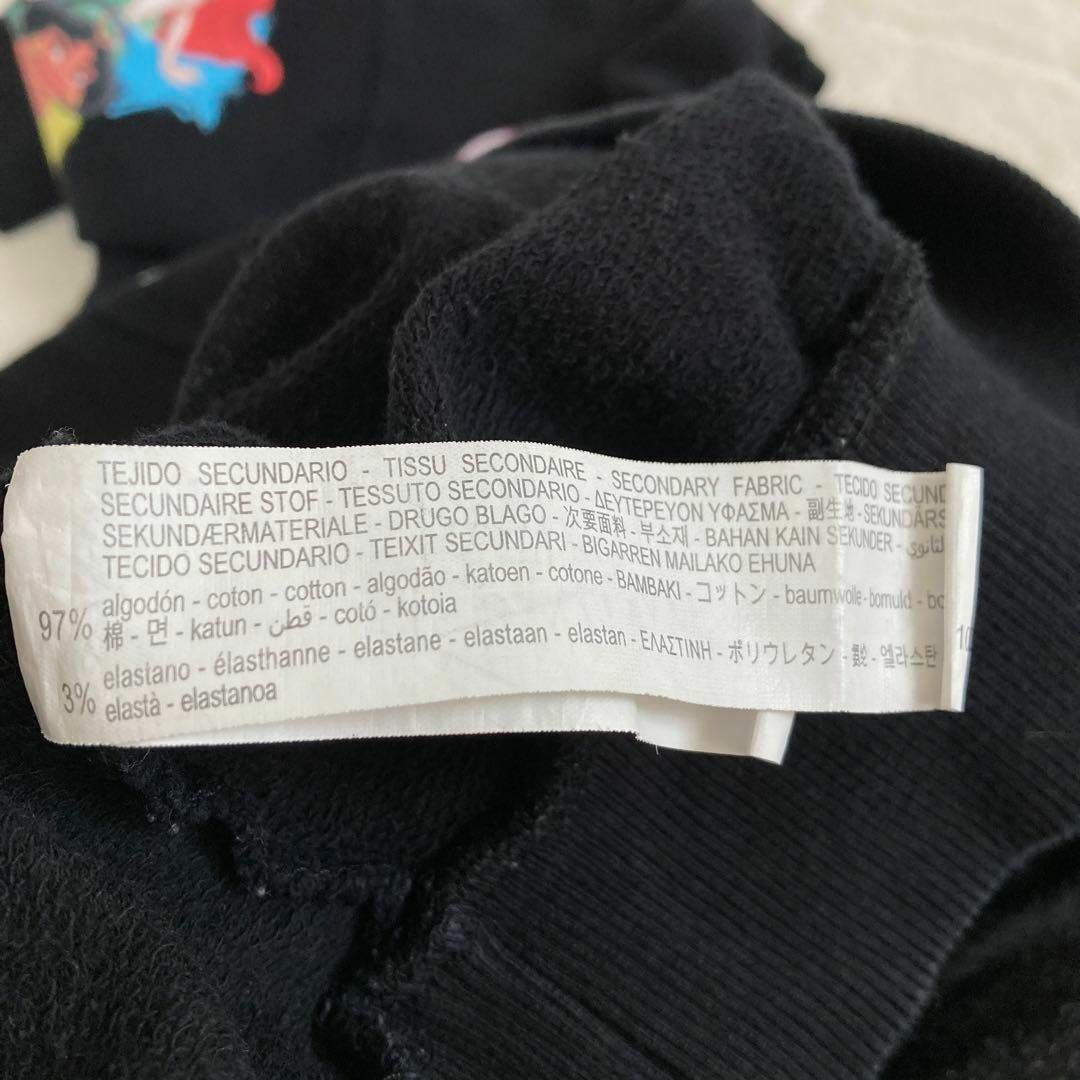 TEJIDO SECUNDARIO - TISSU SECONDAIRE - SECONDARY FABRIC - TECIDO SECUND
SECUNDAIRE STOF - TESSUTO SECONDARIO - ΔΕΥΤΕΡΕΥΟΝ ΥΦΑΣΜΑ - 副生地 - SEKUNDÄRS
SEKUNDÆRMATERIALE - DRUGO BLAGO - 次要面料 - 부소재 - BAHAN KAIN SEKUNDER -
TECIDO SECUNDARIO - TEIXIT SECUNDARI - BIGARREN MAILAKO EHUNA
97% algodón - coton - cotton - algodão - katoen - cotone - ΒΑΜΒΑΚΙ - コットン - baumwolle - bomuld - bo
棉 - 면 - katun - قطن - cotó - kotoia
elastano - élasthanne - elastane - elastaan - elastan - ΕΛΑΣΤΙΝΗ - ポリウレタン - 氨 - 엘라스탄
3% elastà - elastanoa
10